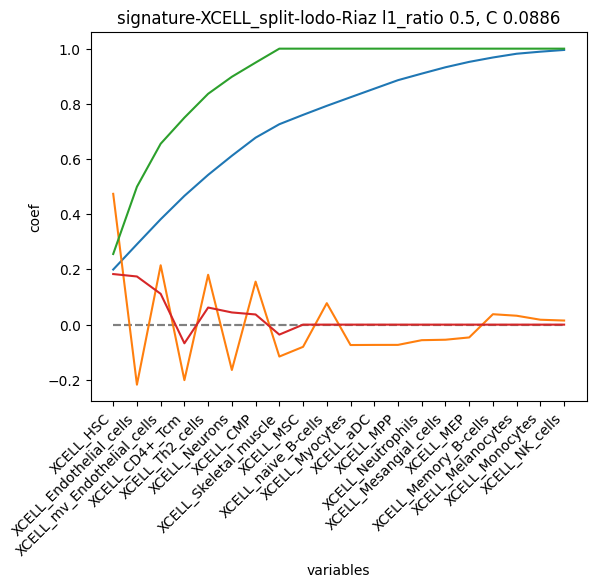 signature-XCELL_split-lodo-Riaz l1_ratio 0.5, C 0.0886
1.0
0.8
0.6
0.4
0.2
0.0
−0.2
coef
XCELL_HSC
XCELL_Endothelial_cells
XCELL_mv_Endothelial_cells
XCELL_CD4+_Tcm
XCELL_Th2_cells
XCELL_Neurons
XCELL_CMP
XCELL_Skeletal_muscle
XCELL_MSC
XCELL_naive_B-cells
XCELL_Myocytes
XCELL_aDC
XCELL_MPP
XCELL_Neutrophils
XCELL_Mesangial_cells
XCELL_MEP
XCELL_Memory_B-cells
XCELL_Melanocytes
XCELL_Monocytes
XCELL_NK_cells
variables